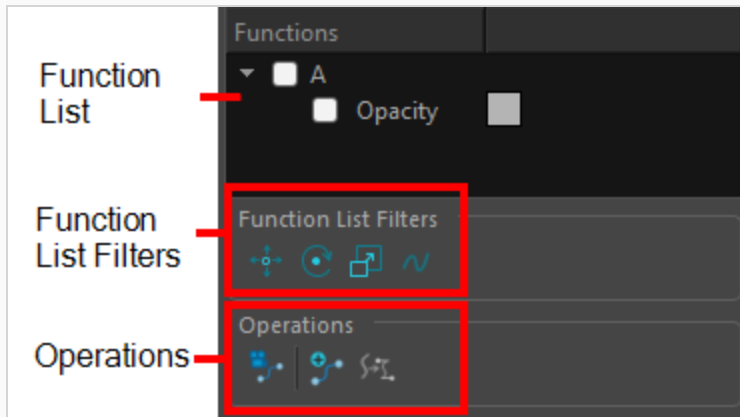 Functions
Function
List
A
Opacity
Function
List Filters
Function List Filters
Operations
Operations